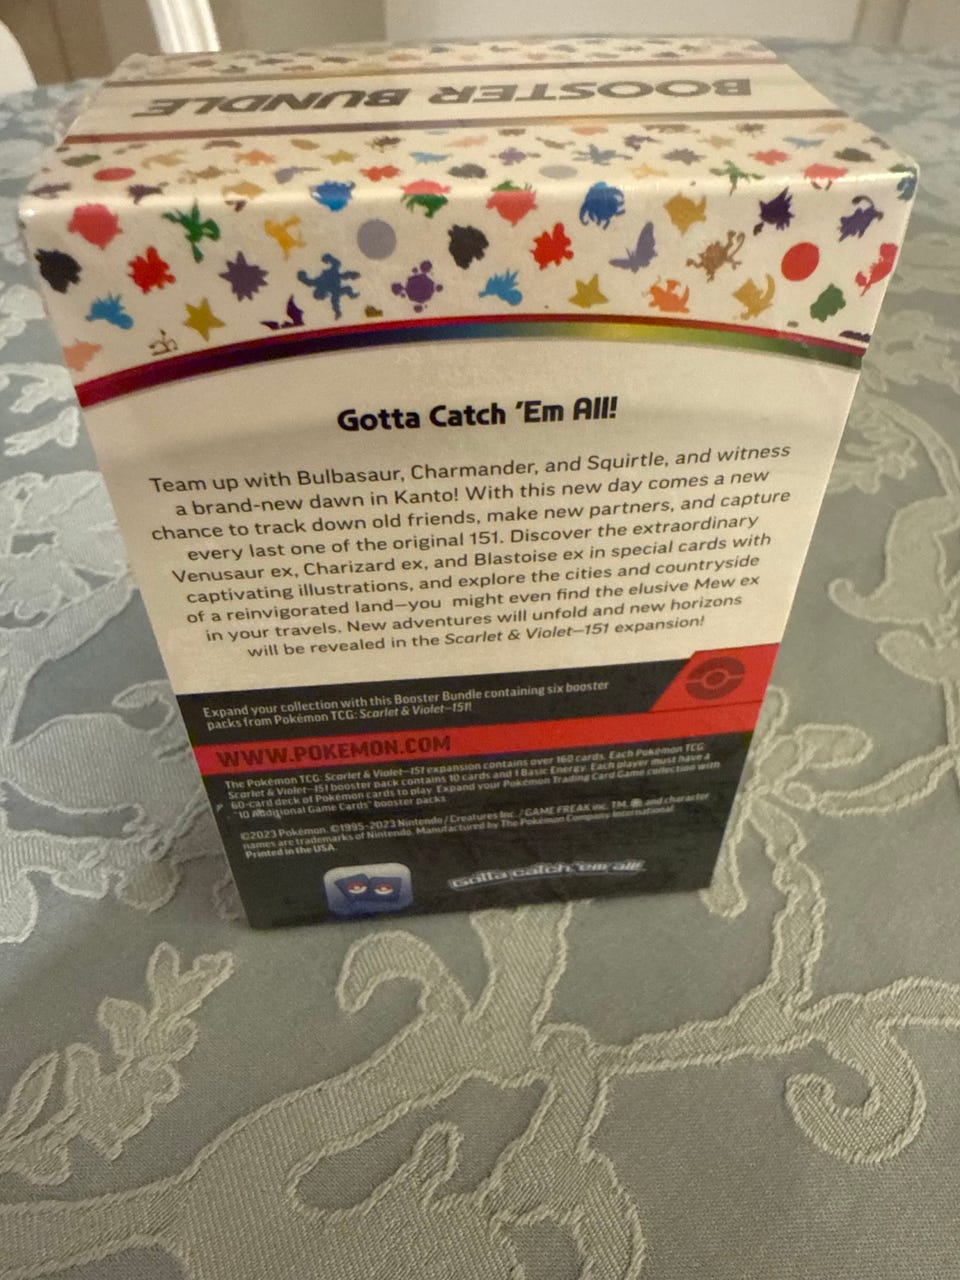 BOOSTER BUNDLE
Gotta Catch 'Em All!
Team up with Bulbasaur, Charmander, and Squirtle, and witness
a brand-new dawn in Kanto! With this new day comes a new
chance to track down old friends, make new partners, and capture
every last one of the original 151. Discover the extraordinary
Venusaur ex, Charizard ex, and Blastoise ex in special cards with
captivating illustrations, and explore the cities and countryside
of a reinvigorated land—you might even find the elusive Mew ex
in your travels. New adventures will unfold and new horizons
will be revealed in the Scarlet & Violet—151 expansion!
Expand your collection with this Booster Bundle containing six booster
packs from Pokémon TCG: Scarlet & Violet—151!
WWW.POKEMON.COM
The Pokémon TCG: Scarlet & Violet—151 expansion contains over 160 cards. Each Pokémon TCG:
Scarlet & Violet—151 booster pack contains 10 cards and 1 Basic Energy. Each player must have a
60-card deck of Pokémon cards to play. Expand your Pokémon Trading Card Game collection with
"10 Additional Game Cards" booster packs.
©2023 Pokémon. ©1995–2023 Nintendo / Creatures Inc. / GAME FREAK inc. TM, ® and character
names are trademarks of Nintendo. Manufactured by The Pokémon Company International.
Printed in the USA.
Gotta catch 'em all!